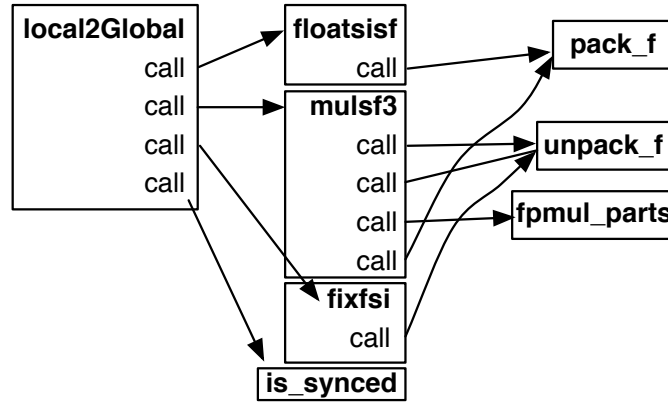 local2Global
call
call
call
call
floatsisf
call
mulsf3
call
call
call
call
fixfsi
call
is_synced
pack_f
unpack_f
fpmul_parts